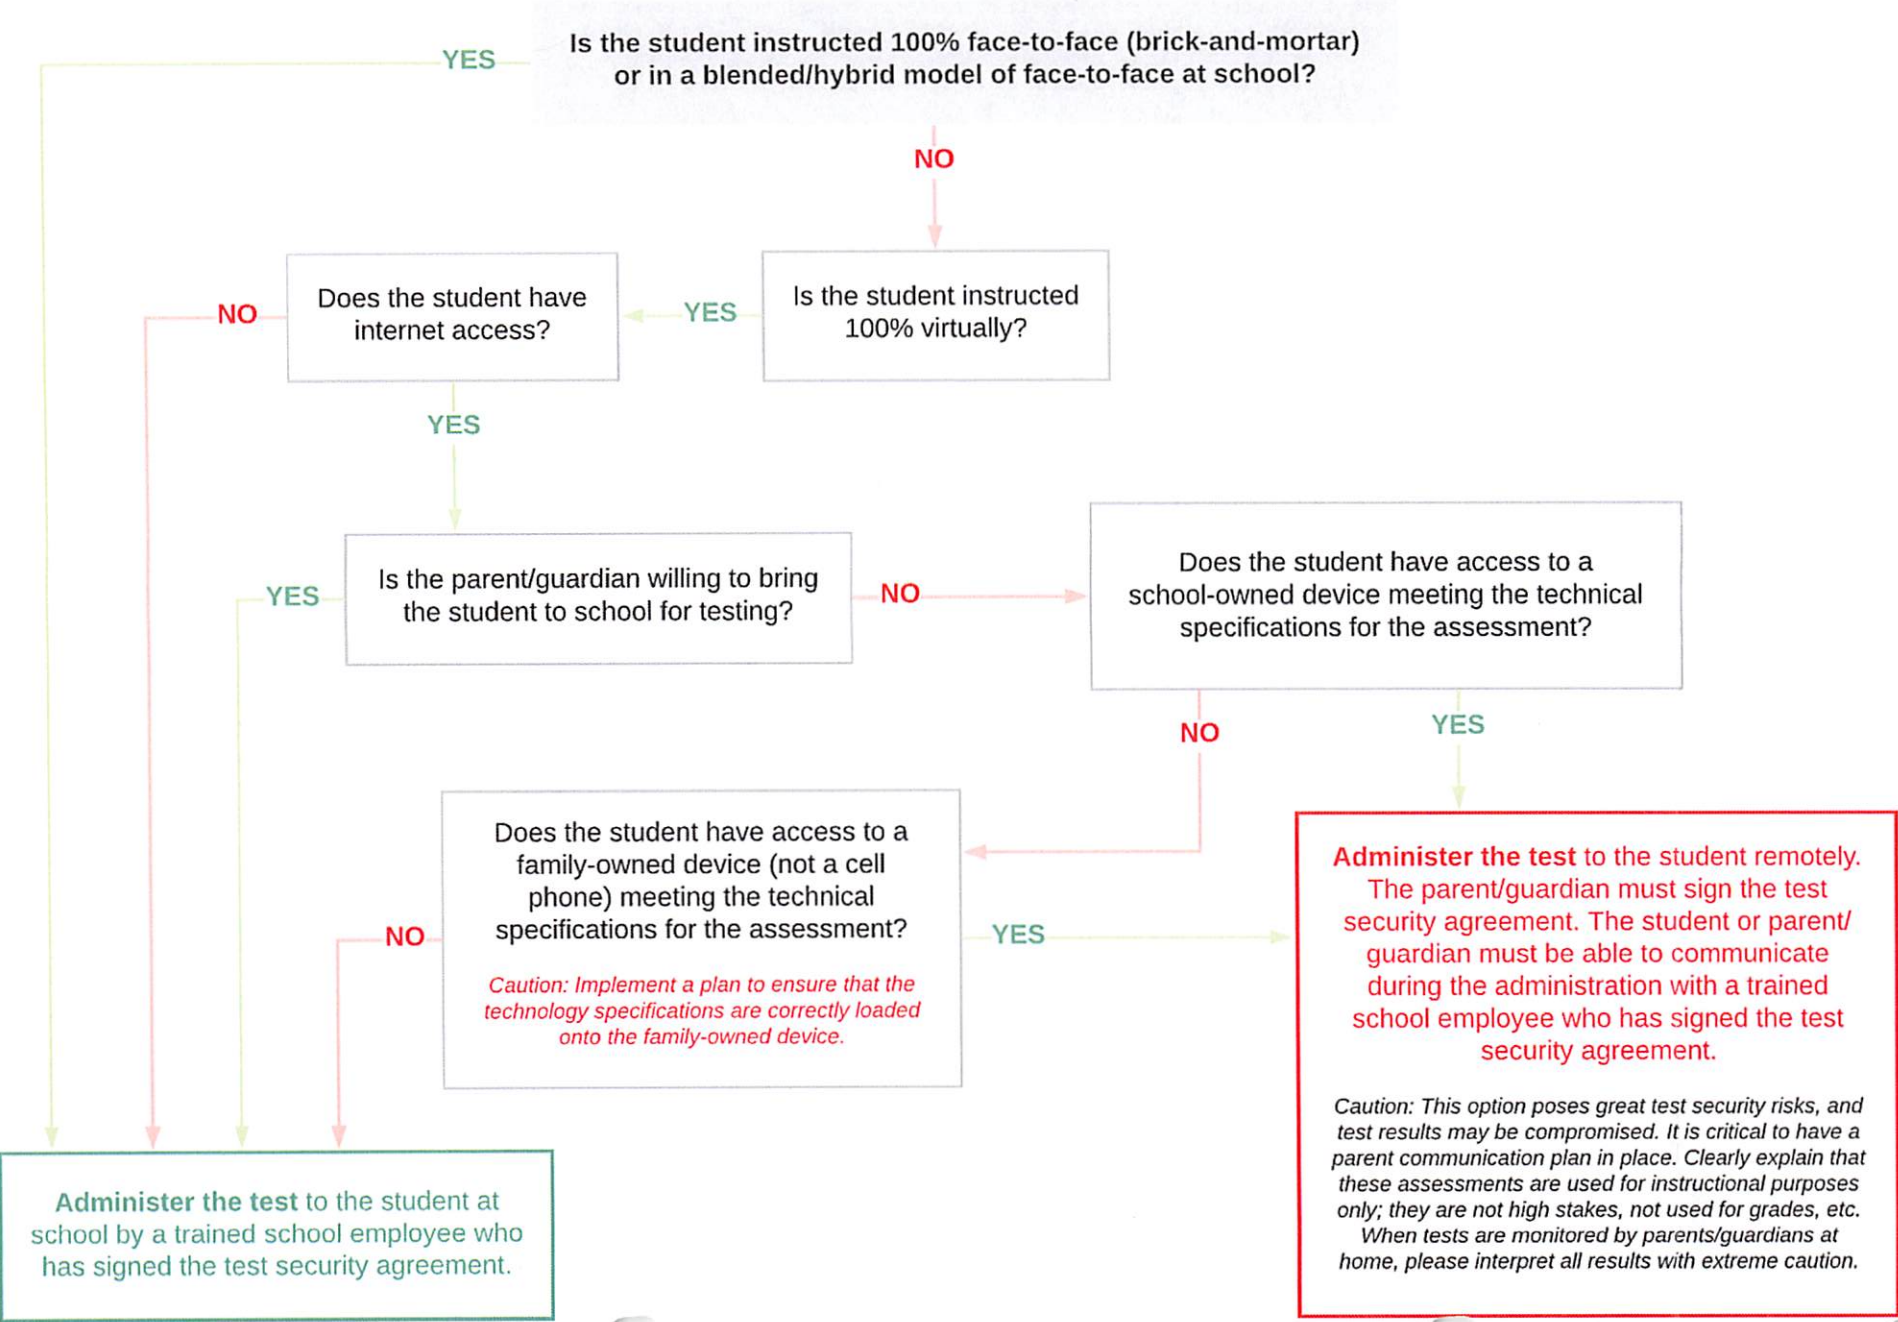 Is the student instructed 100% face-to-face (brick-and-mortar)
or in a blended/hybrid model of face-to-face at school?
YES
NO
Is the student instructed
100% virtually?
YES
Does the student have
internet access?
NO
YES
Is the parent/guardian willing to bring
the student to school for testing?
YES
NO
Does the student have access to a
school-owned device meeting the technical
specifications for the assessment?
NO
YES
Does the student have access to a
family-owned device (not a cell
phone) meeting the technical
specifications for the assessment?
Caution: Implement a plan to ensure that the
technology specifications are correctly loaded
onto the family-owned device.
NO
YES
Administer the test to the student remotely.
The parent/guardian must sign the test
security agreement. The student or parent/
guardian must be able to communicate
during the administration with a trained
school employee who has signed the test
security agreement.
Caution: This option poses great test security risks, and
test results may be compromised. It is critical to have a
parent communication plan in place. Clearly explain that
these assessments are used for instructional purposes
only; they are not high stakes, not used for grades, etc.
When tests are monitored by parents/guardians at
home, please interpret all results with extreme caution.
Administer the test to the student at
school by a trained school employee who
has signed the test security agreement.